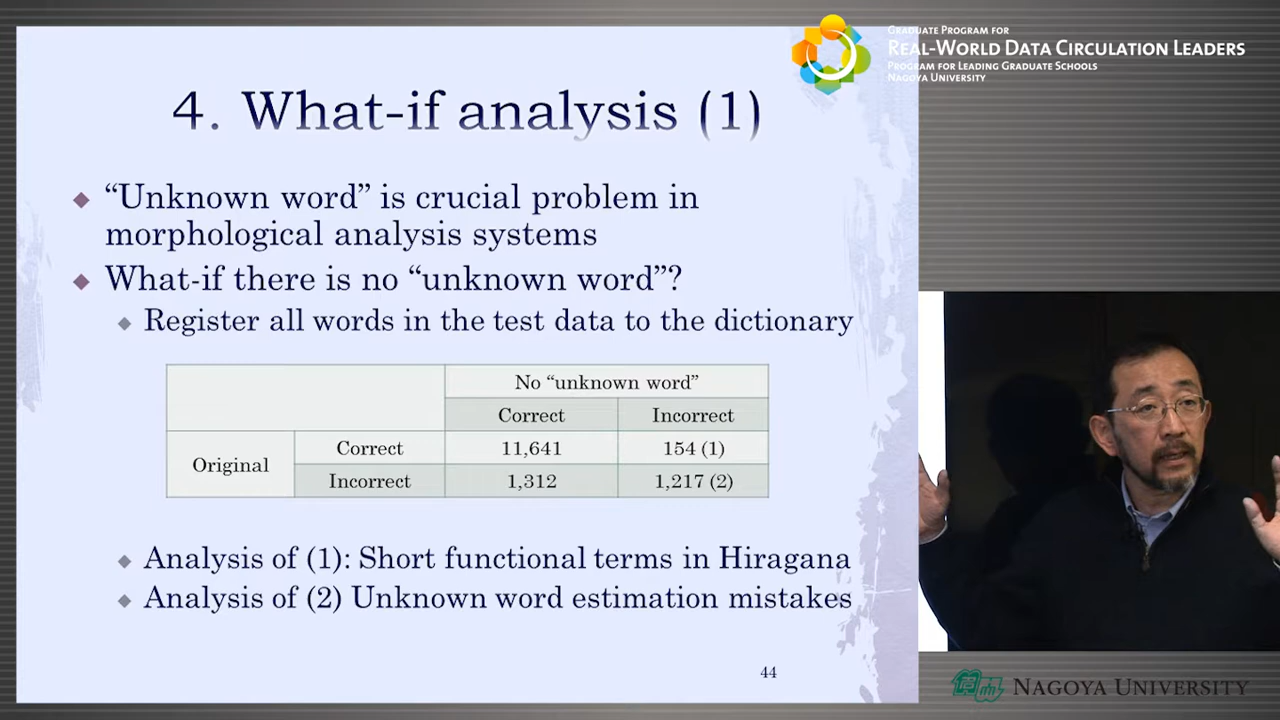 GRADUATE PROGRAM FOR
REAL-WORLD DATA CIRCULATION LEADERS
PROGRAM FOR LEADING GRADUATE SCHOOLS
NAGOYA UNIVERSITY
4. What-if analysis (1)
“Unknown word” is crucial problem in
morphological analysis systems
What-if there is no “unknown word”?
Register all words in the test data to the dictionary
No “unknown word”
Correct Incorrect
Original Correct 11,641 154 (1)
Incorrect 1,312 1,217 (2)
Analysis of (1): Short functional terms in Hiragana
Analysis of (2) Unknown word estimation mistakes
44
NAGOYA UNIVERSITY